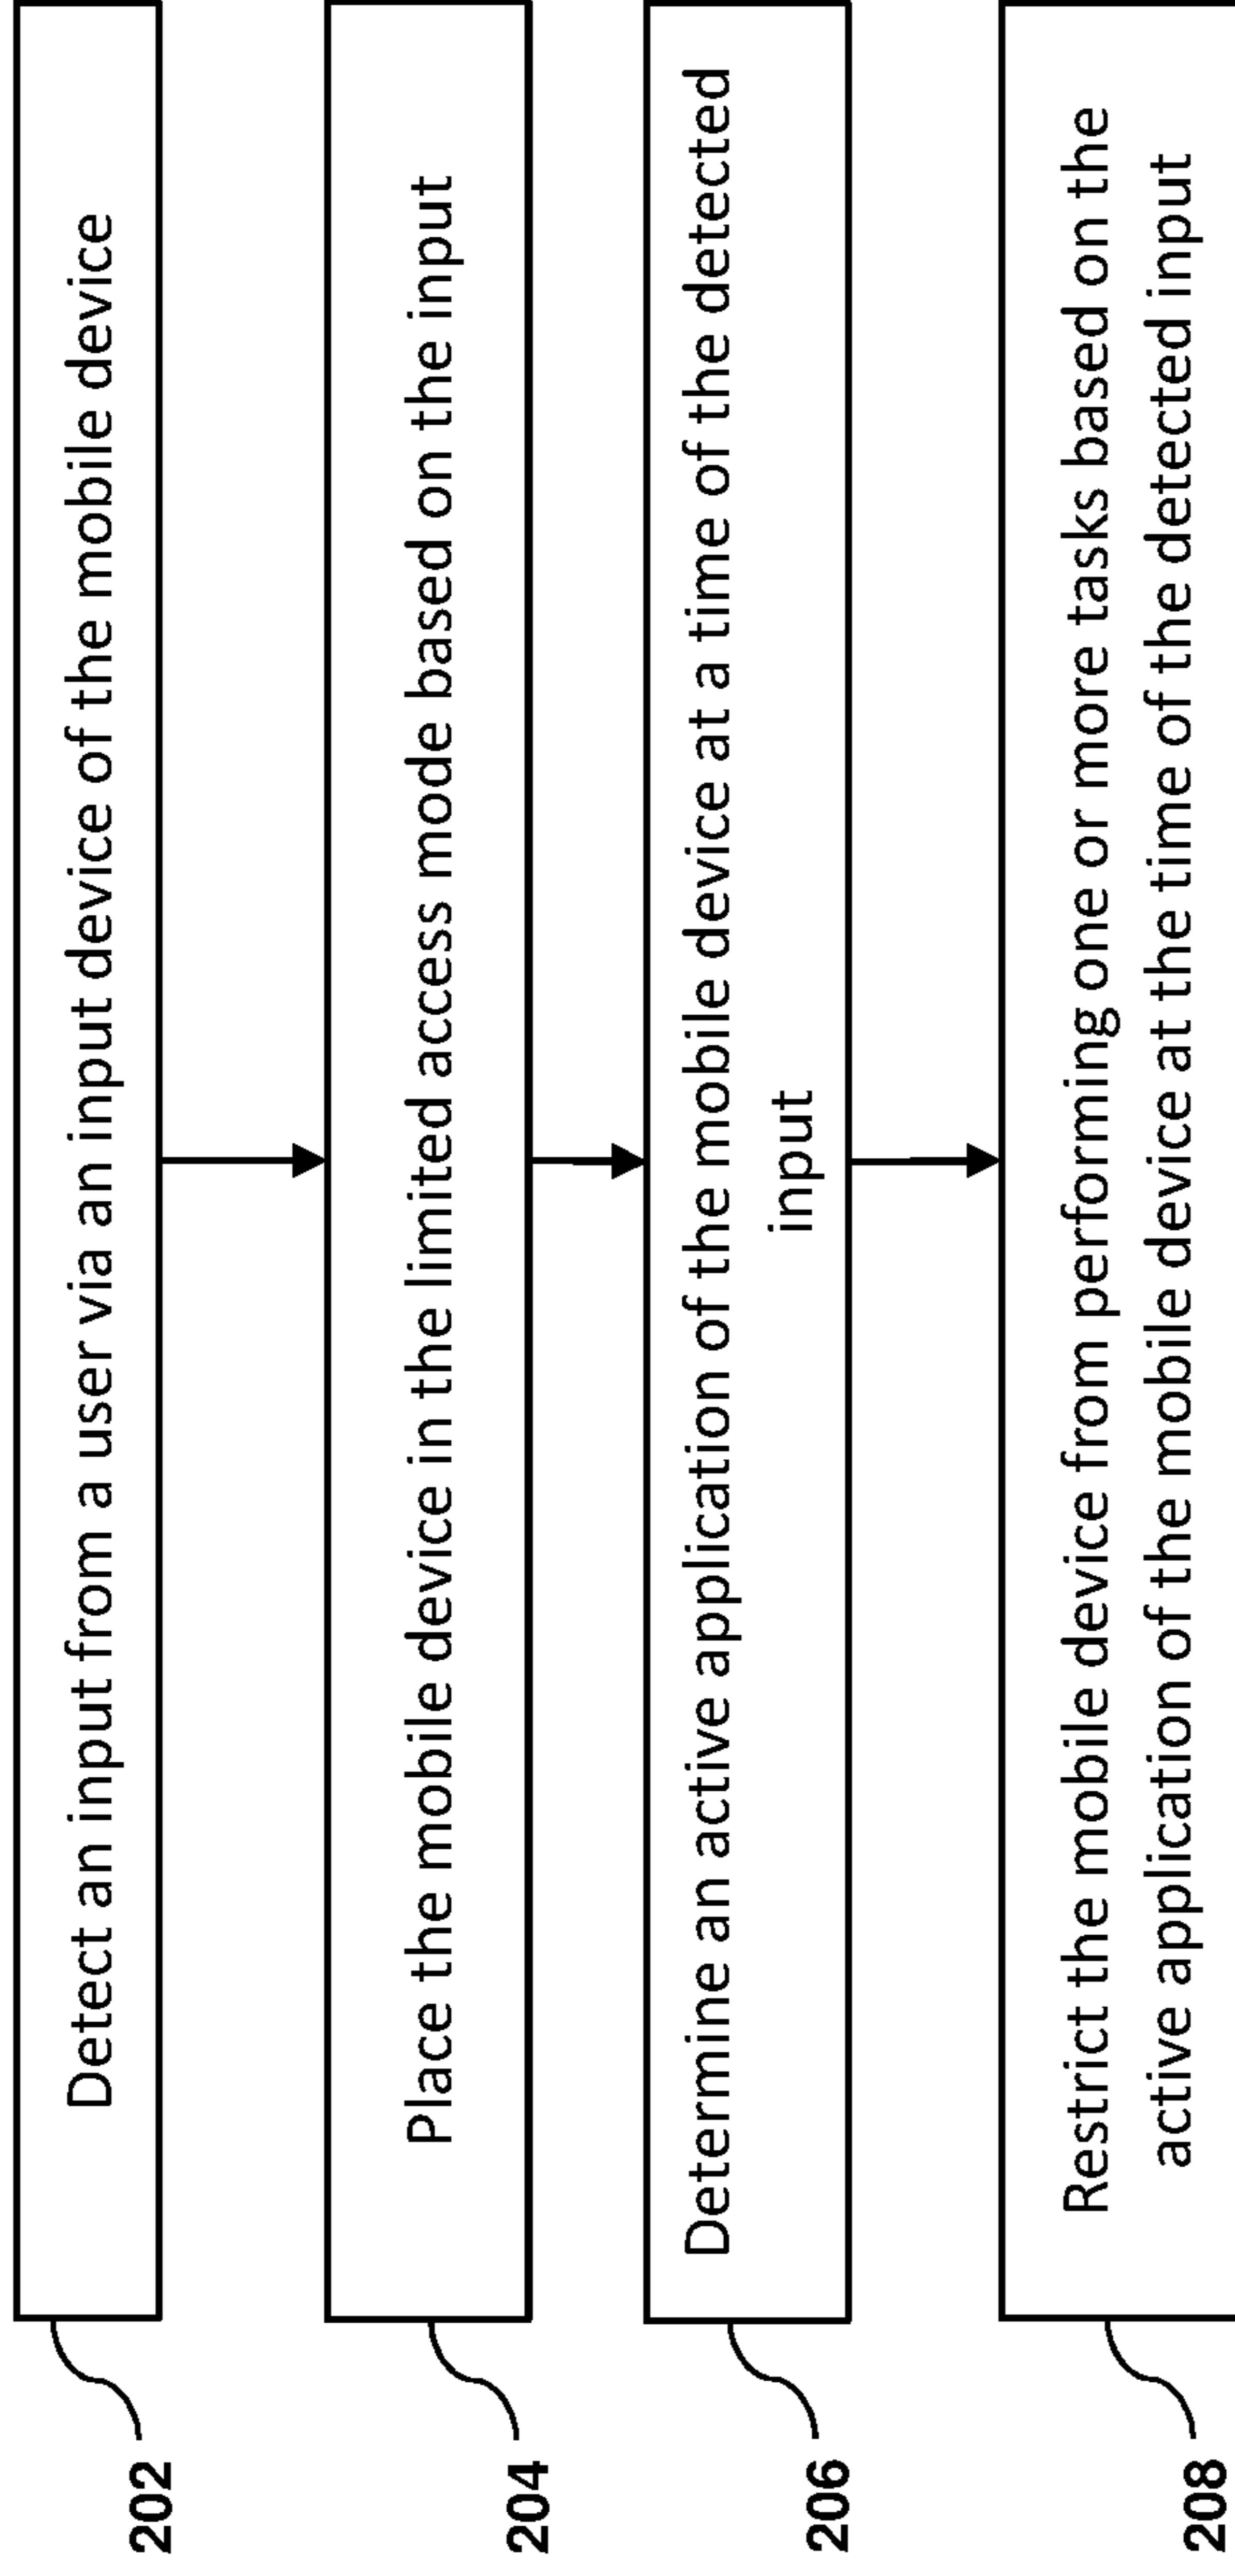 202
Detect an input from a user via an input device of the mobile device
204
Place the mobile device in the limited access mode based on the input
206
Determine an active application of the mobile device at a time of the detected
input
208
Restrict the mobile device from performing one or more tasks based on the
active application of the mobile device at the time of the detected input